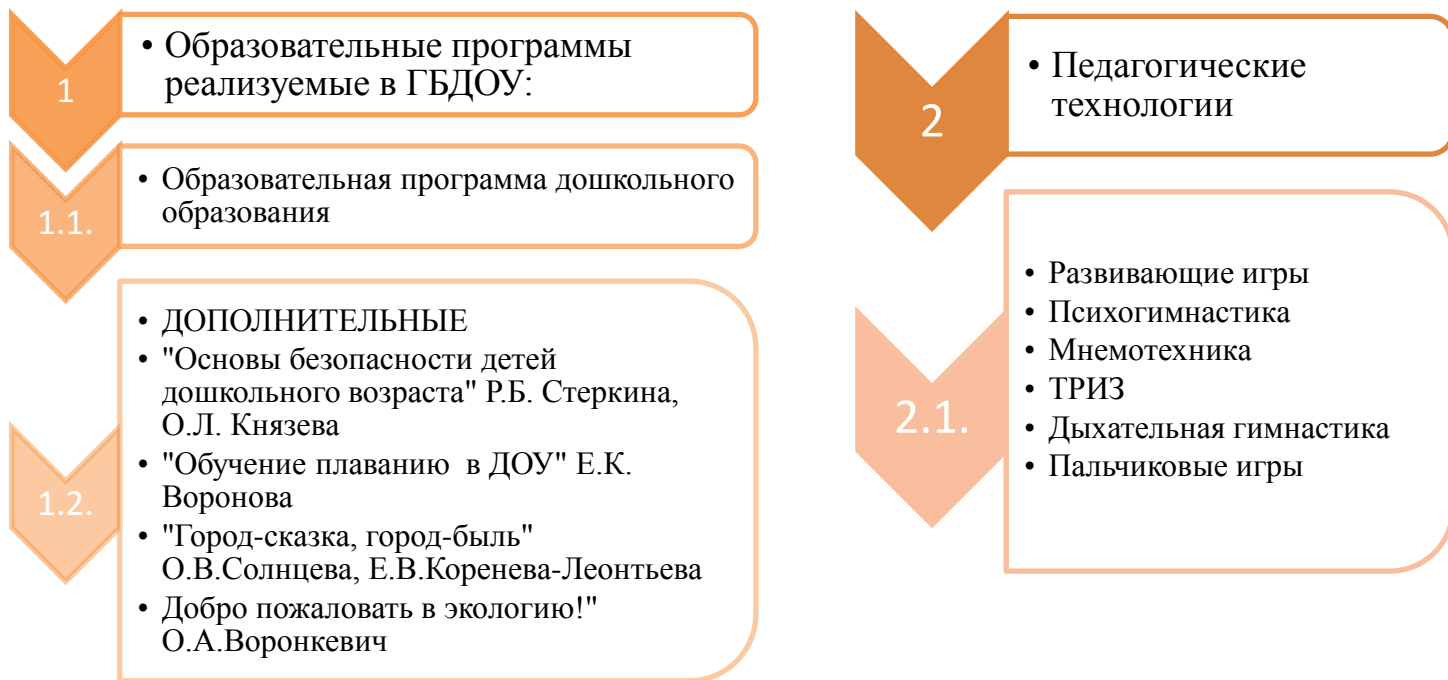 1
• Образовательные программы
реализуемые в ГБДОУ:
1.1.
• Образовательная программа дошкольного
образования
1.2.
• ДОПОЛНИТЕЛЬНЫЕ
• "Основы безопасности детей
дошкольного возраста" Р.Б. Стеркина,
О.Л. Князева
• "Обучение плаванию  в ДОУ" Е.К.
Воронова
• "Город-сказка, город-быль"
О.В.Солнцева, Е.В.Коренева-Леонтьева
• Добро пожаловать в экологию!"
О.А.Воронкевич
2
• Педагогические
технологии
2.1.
• Развивающие игры
• Психогимнастика
• Мнемотехника
• ТРИЗ
• Дыхательная гимнастика
• Пальчиковые игры